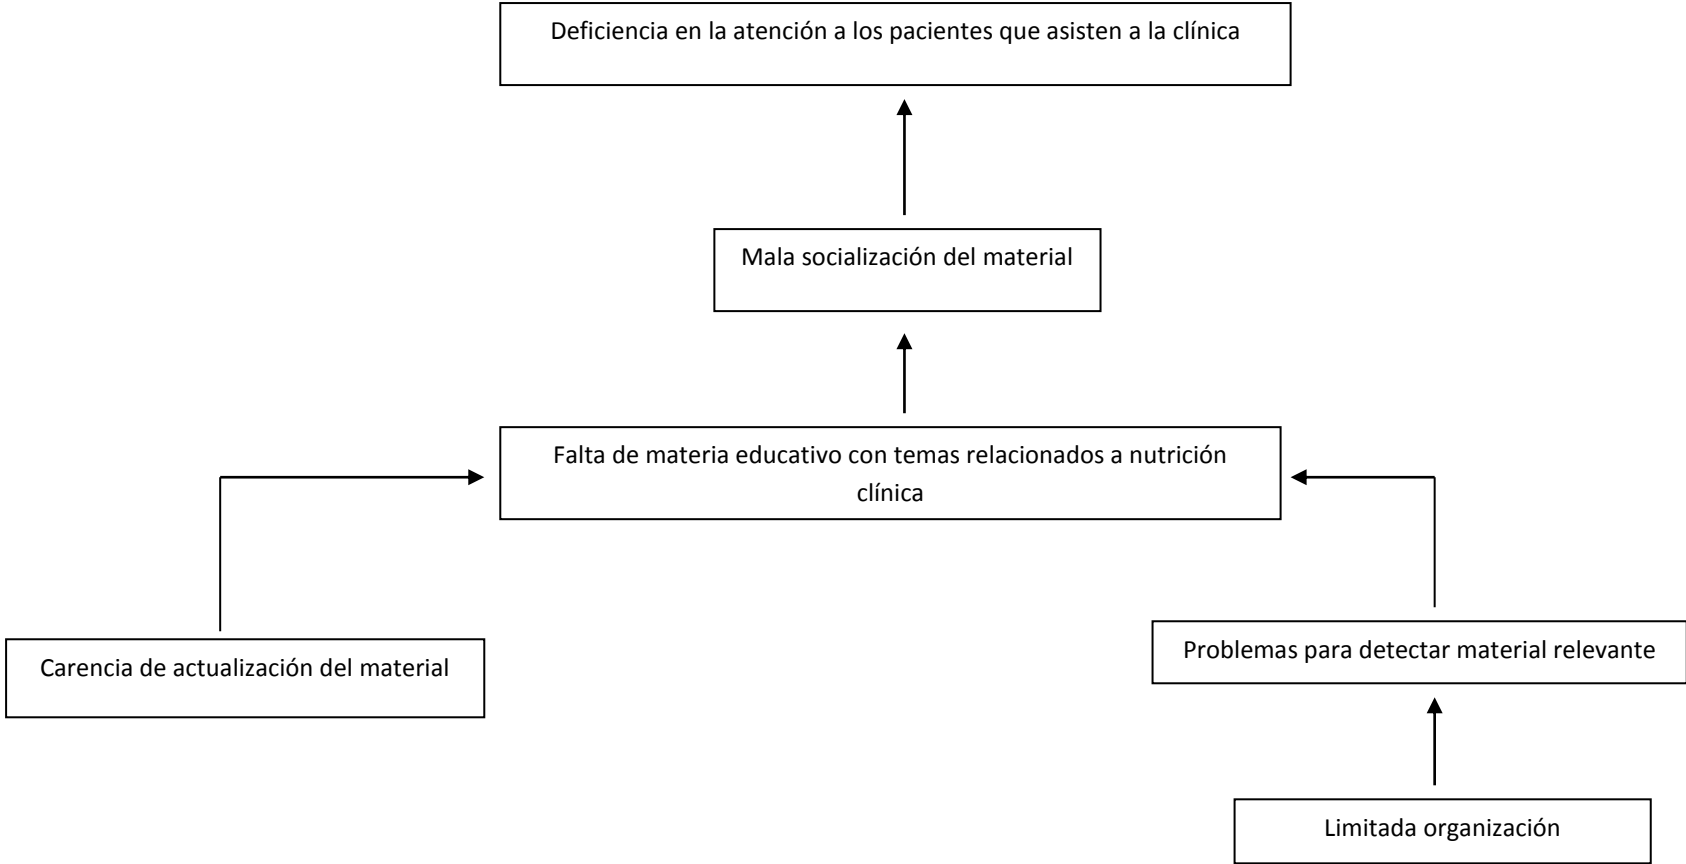 Deficiencia en la atención a los pacientes que asisten a la clínica
Mala socialización del material
Falta de materia educativo con temas relacionados a nutrición
clínica
Carencia de actualización del material
Problemas para detectar material relevante
Limitada organización